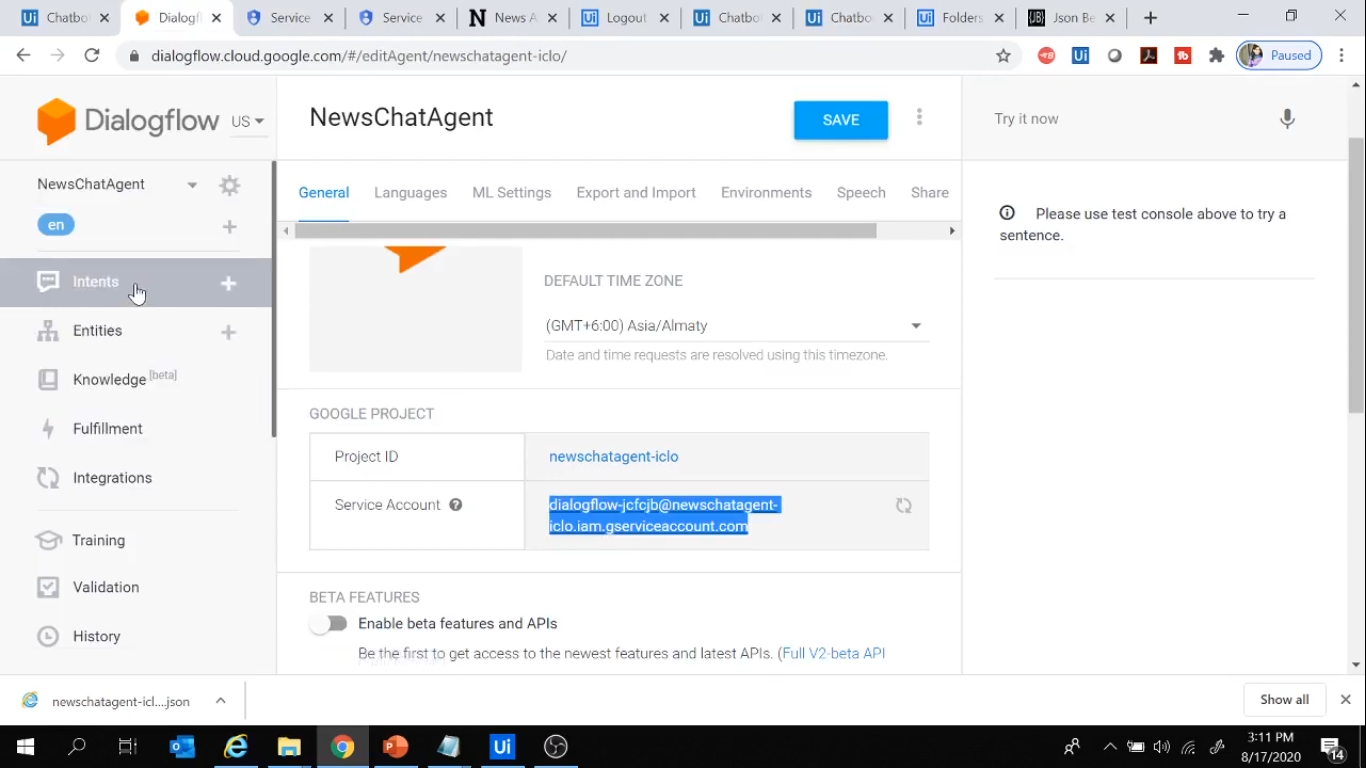 Chatbot
Dialogfl
Service
Service
News A
Logout
Chatbo
Chatbo
Folders
Json Be
dialogflow.cloud.google.com/#/editAgent/newschatagent-iclo/
Paused
Dialogflow
US
NewsChatAgent
SAVE
Try it now
NewsChatAgent
en
General
Languages
ML Settings
Export and Import
Environments
Speech
Share
Please use test console above to try a
sentence.
Intents
Entities
Knowledge [beta]
Fulfillment
Integrations
Training
Validation
History
DEFAULT TIME ZONE
(GMT+6:00) Asia/Almaty
Date and time requests are resolved using this timezone.
GOOGLE PROJECT
Project ID
newschatagent-iclo
Service Account
dialogflow-jcfcjb@newschatagent-
iclo.iam.gserviceaccount.com
BETA FEATURES
Enable beta features and APIs
Be the first to get access to the newest features and latest APIs. (Full V2-beta API
newschatagent-icl....json
Show all
3:11 PM
8/17/2020
14